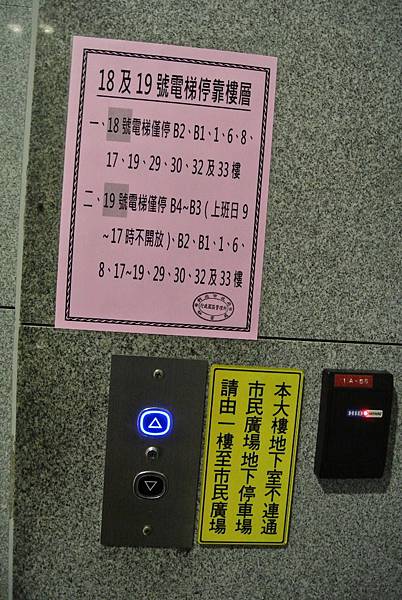 18 及 19 號電梯停靠樓層
一、18 號電梯僅停 B2、B1、1、6、8、
17、19、29、30、32 及 33 樓
二、19 號電梯僅停 B4~B3 ( 上班日 9
~17 時不開放 )、B2、B1、1、6、
8、17~19、29、30、32 及 33 樓
本大樓地下室不連通
市民廣場地下停車場
請由一樓至市民廣場
1A-55
HID